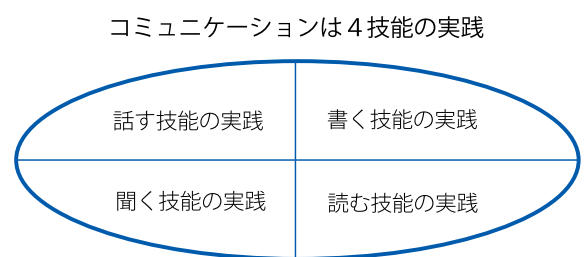 コミュニケーションは４技能の実践
話す技能の実践
書く技能の実践
聞く技能の実践
読む技能の実践